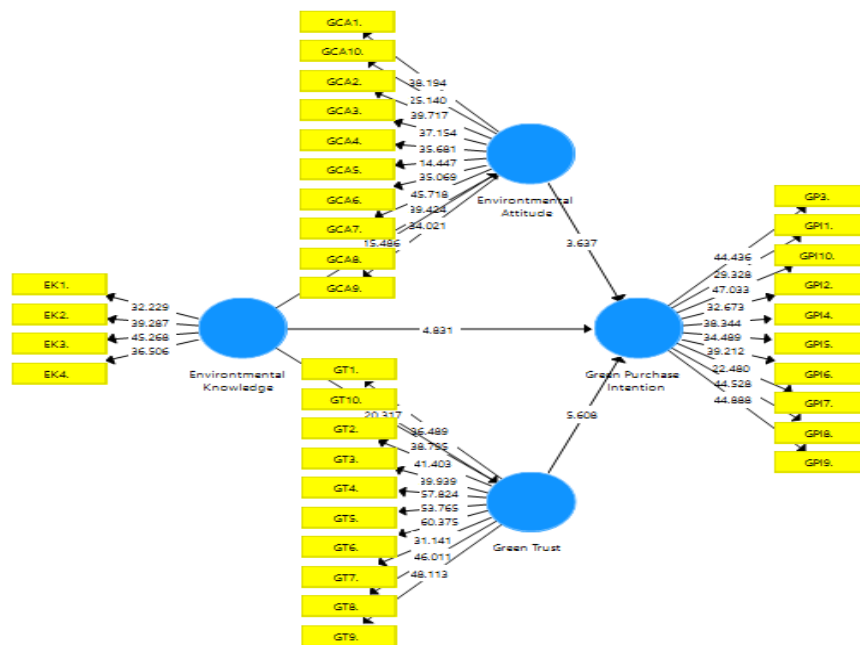 GCA1.
GCA10.
GCA2.
GCA3.
GCA4.
GCA5.
GCA6.
GCA7.
GCA8.
GCA9.
38.194
25.140
39.717
37.154
35.681
14.447
35.069
45.718
39.424
34.021
15.486
Environtmental
Attitude
3.637
EK1.
EK2.
EK3.
EK4.
32.229
39.287
45.268
36.506
Environtmental
Knowledge
4.831
Green Purchase
Intention
GP3.
GPI1.
GPI10.
GPI2.
GPI4.
GPI5.
GPI6.
GPI7.
GPI8.
GPI9.
44.436
29.328
47.033
32.673
38.344
34.489
39.212
22.480
44.528
44.888
GT1.
GT10.
GT2.
GT3.
GT4.
GT5.
GT6.
GT7.
GT8.
GT9.
20.317
36.489
38.795
41.403
39.939
57.824
53.765
60.375
31.141
46.011
48.113
5.608
Green Trust